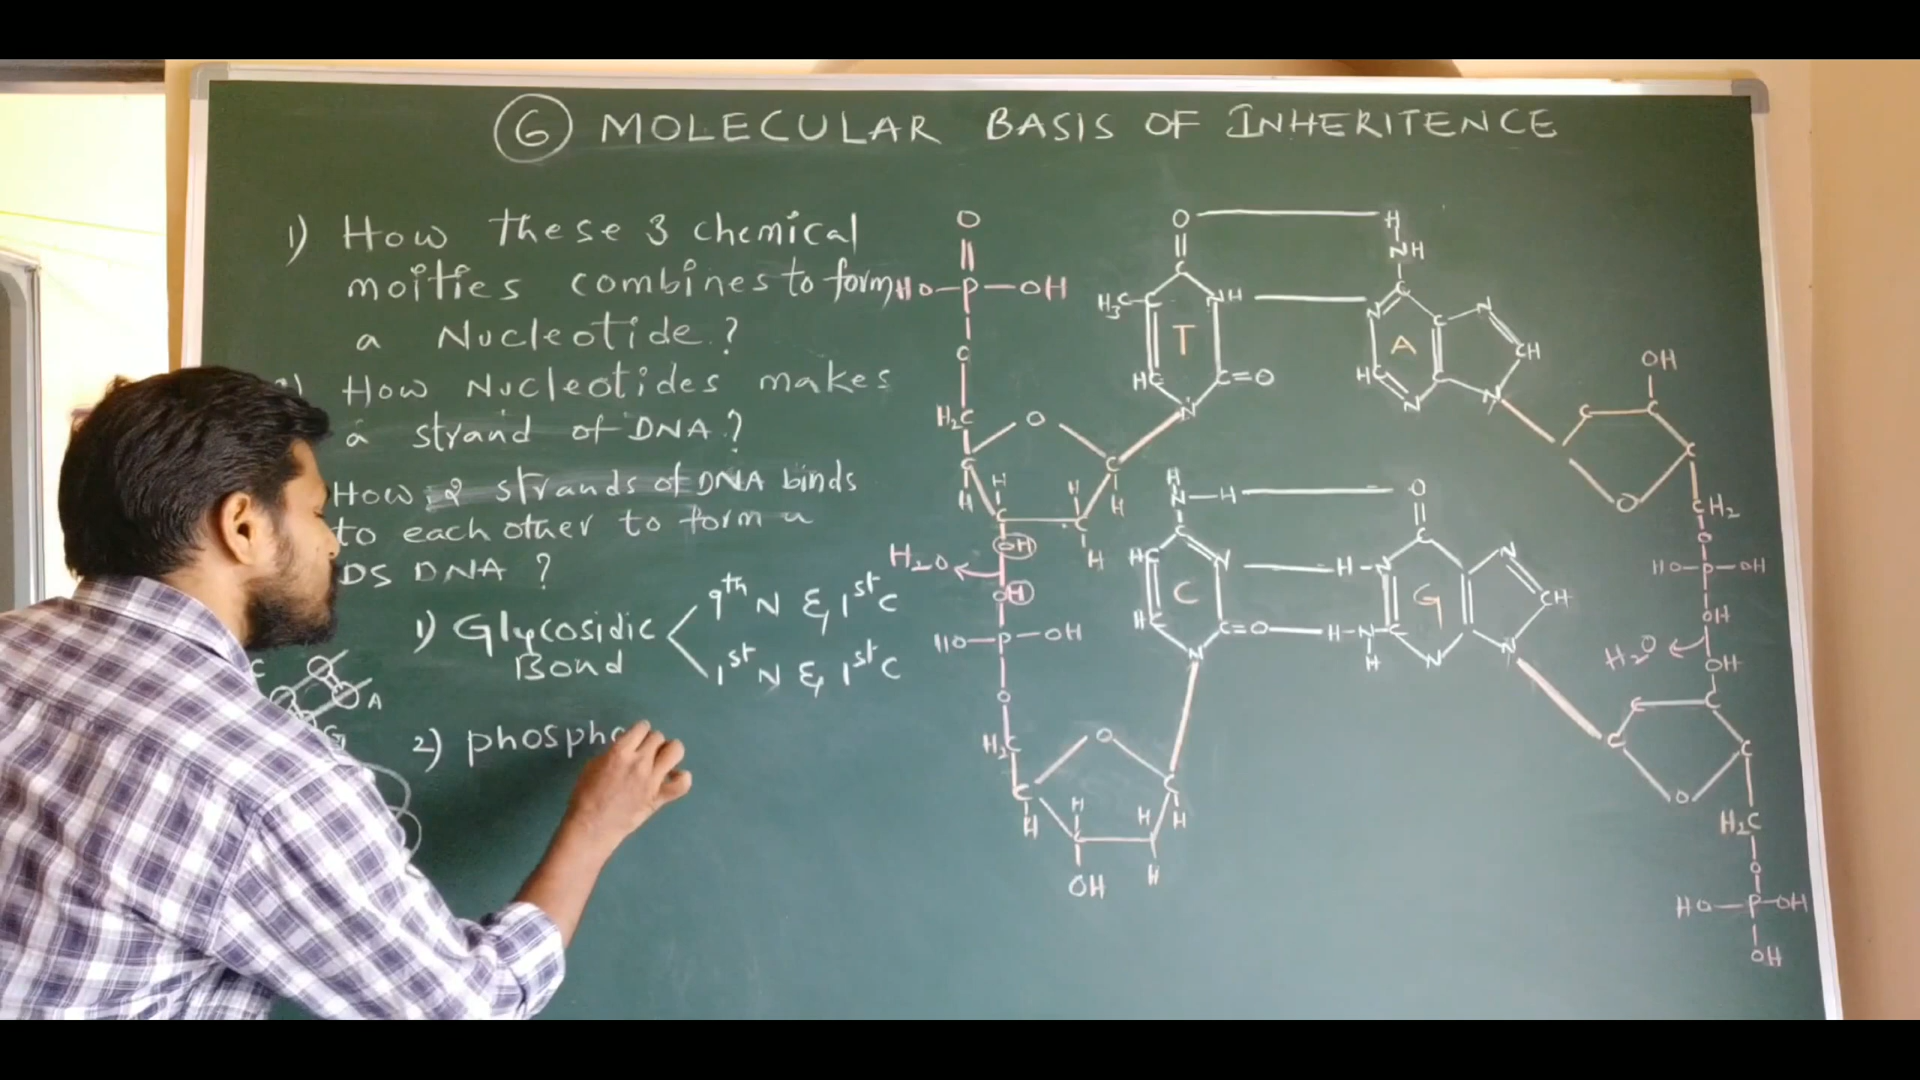 6 MOLECULAR BASIS OF INHERITENCE
1) How these 3 chemical
moities combines to form
a Nucleotide?
How Nucleotides makes
a strand of DNA?
How 2 strands of DNA binds
to each other to form a
DS DNA?
1) Glycosidic
Bond
9th N & 1st C
1st N & 1st C
2) phospho
A
G
O
HO-P-OH
C
H2C
O
C
C
H
H
H
H
C
C
H
OH
H2O
OH
HO-P-OH
O
H2C
O
C
C
H
H
H
H
C
OH
H
O
H
NH
C
H3C-C
NH
T
HC
C=O
N
N
C
N
C
A
HC
N
C
CH
N
OH
C
C
C
O
CH2
O
HO-P-OH
OH
H2O
OH
C
C
C
C
O
H2C
O
HO-P-OH
OH
H
N-H
O
C
C
HC
N
H-N
N
C
G
CH
HC
C=O
H-N-C
H
N
N
N